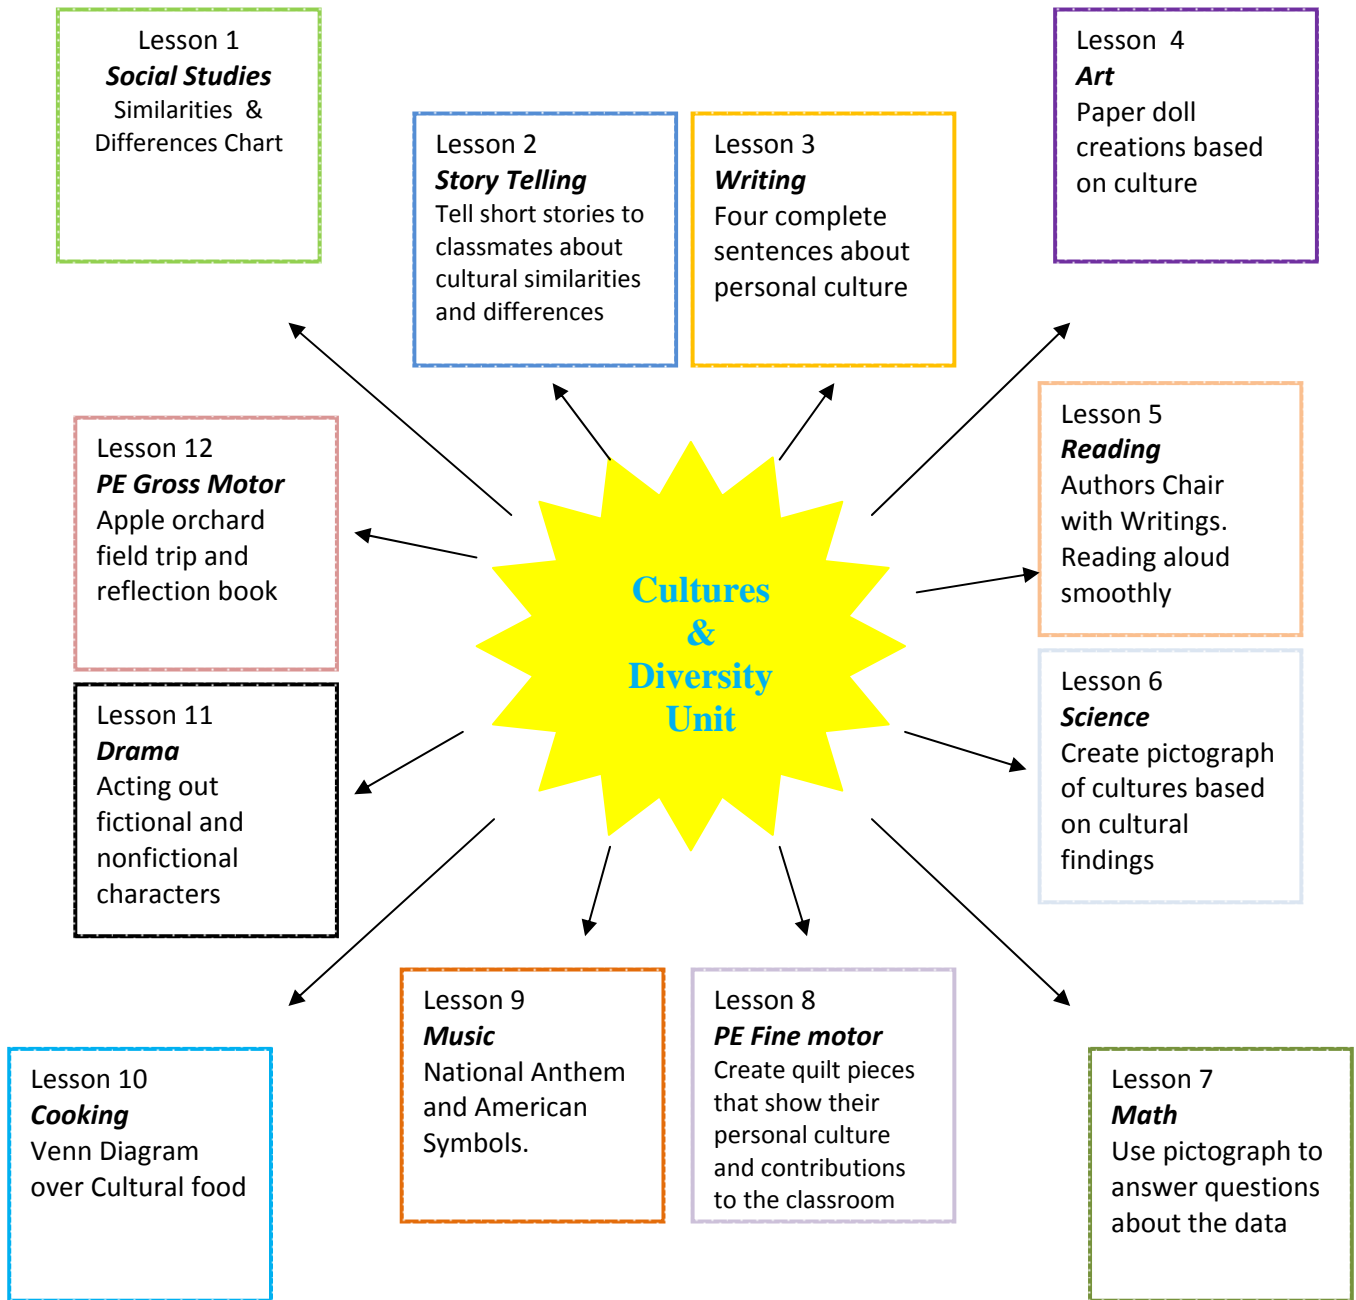 Lesson 1
Social Studies
Similarities &
Differences Chart
Lesson 2
Story Telling
Tell short stories to
classmates about
cultural similarities
and differences
Lesson 3
Writing
Four complete
sentences about
personal culture
Lesson 4
Art
Paper doll
creations based
on culture
Lesson 5
Reading
Authors Chair
with Writings.
Reading aloud
smoothly
Lesson 6
Science
Create pictograph
of cultures based
on cultural
findings
Lesson 7
Math
Use pictograph to
answer questions
about the data
Lesson 8
PE Fine motor
Create quilt pieces
that show their
personal culture
and contributions
to the classroom
Lesson 9
Music
National Anthem
and American
Symbols.
Lesson 10
Cooking
Venn Diagram
over Cultural food
Lesson 11
Drama
Acting out
fictional and
nonfictional
characters
Lesson 12
PE Gross Motor
Apple orchard
field trip and
reflection book
Cultures
&
Diversity
Unit